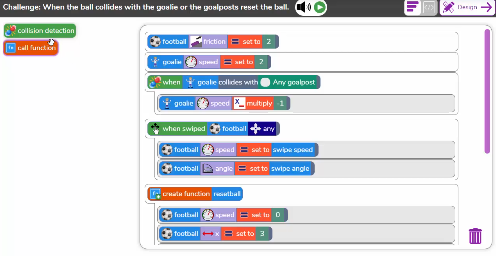 Challenge: When the ball collides with the goalie or the goalposts reset the ball.
Design
collision detection
call function
football friction = set to 2
goalie speed = set to 2
when goalie collides with Any goalpost
goalie speed multiply -1
when swiped football any
football speed = set to swipe speed
football angle = set to swipe angle
create function resetball
football speed = set to 0
football x = set to 3